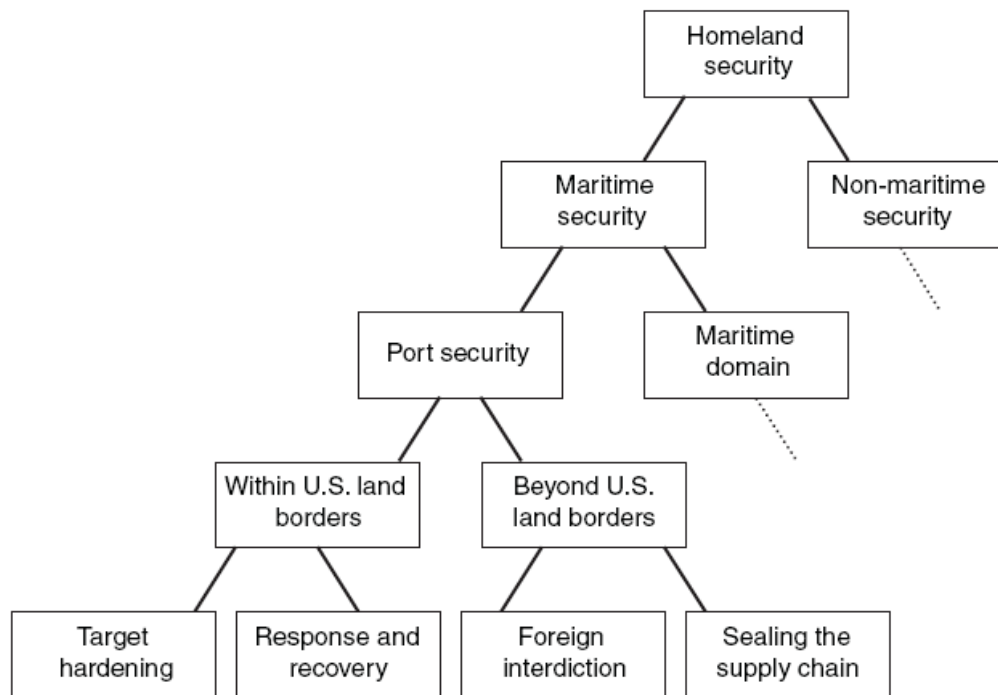 Homeland
security
Maritime
security
Non-maritime
security
Port security
Maritime
domain
Within U.S. land
borders
Beyond U.S.
land borders
Target
hardening
Response and
recovery
Foreign
interdiction
Sealing the
supply chain